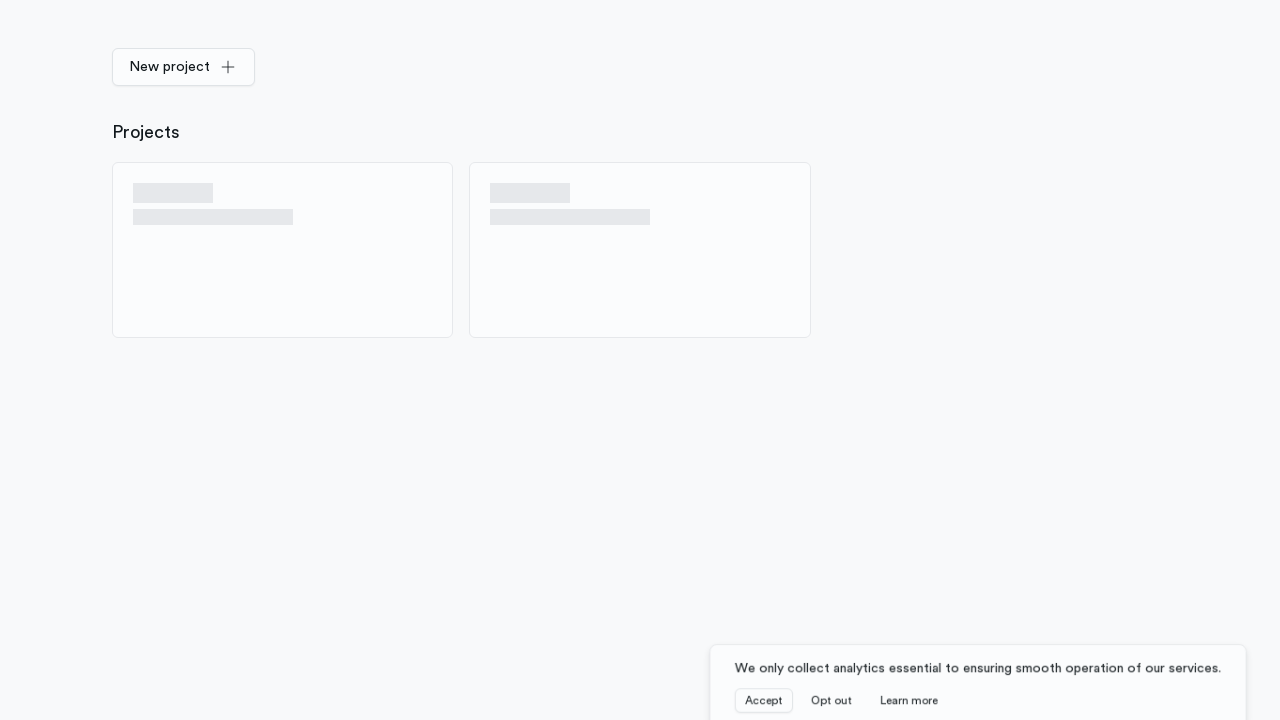 New project
Projects
We only collect analytics essential to ensuring smooth operation of our services.
Accept Opt out Learn more